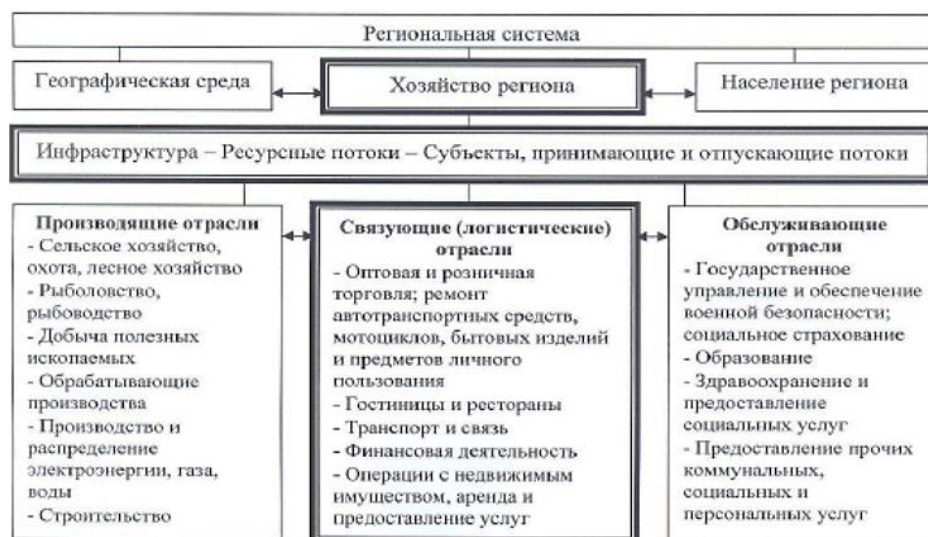 Региональная система
Географическая среда
Хозяйство региона
Население региона
Инфраструктура – Ресурсные потоки – Субъекты, принимающие и отпускающие потоки
Производящие отрасли
- Сельское хозяйство,
охота, лесное хозяйство
- Рыболовство,
рыбоводство
- Добыча полезных
ископаемых
- Обрабатывающие
производства
- Производство и
распределение
электроэнергии, газа,
воды
- Строительство
Связующие (логистические)
отрасли
- Оптовая и розничная
торговля; ремонт
автотранспортных средств,
мотоциклов, бытовых изделий
и предметов личного
пользования
- Гостиницы и рестораны
- Транспорт и связь
- Финансовая деятельность
- Операции с недвижимым
имуществом, аренда и
предоставление услуг
Обслуживающие
отрасли
- Государственное
управление и обеспечение
военной безопасности;
социальное страхование
- Образование
- Здравоохранение и
предоставление
социальных услуг
- Предоставление прочих
коммунальных,
социальных и
персональных услуг